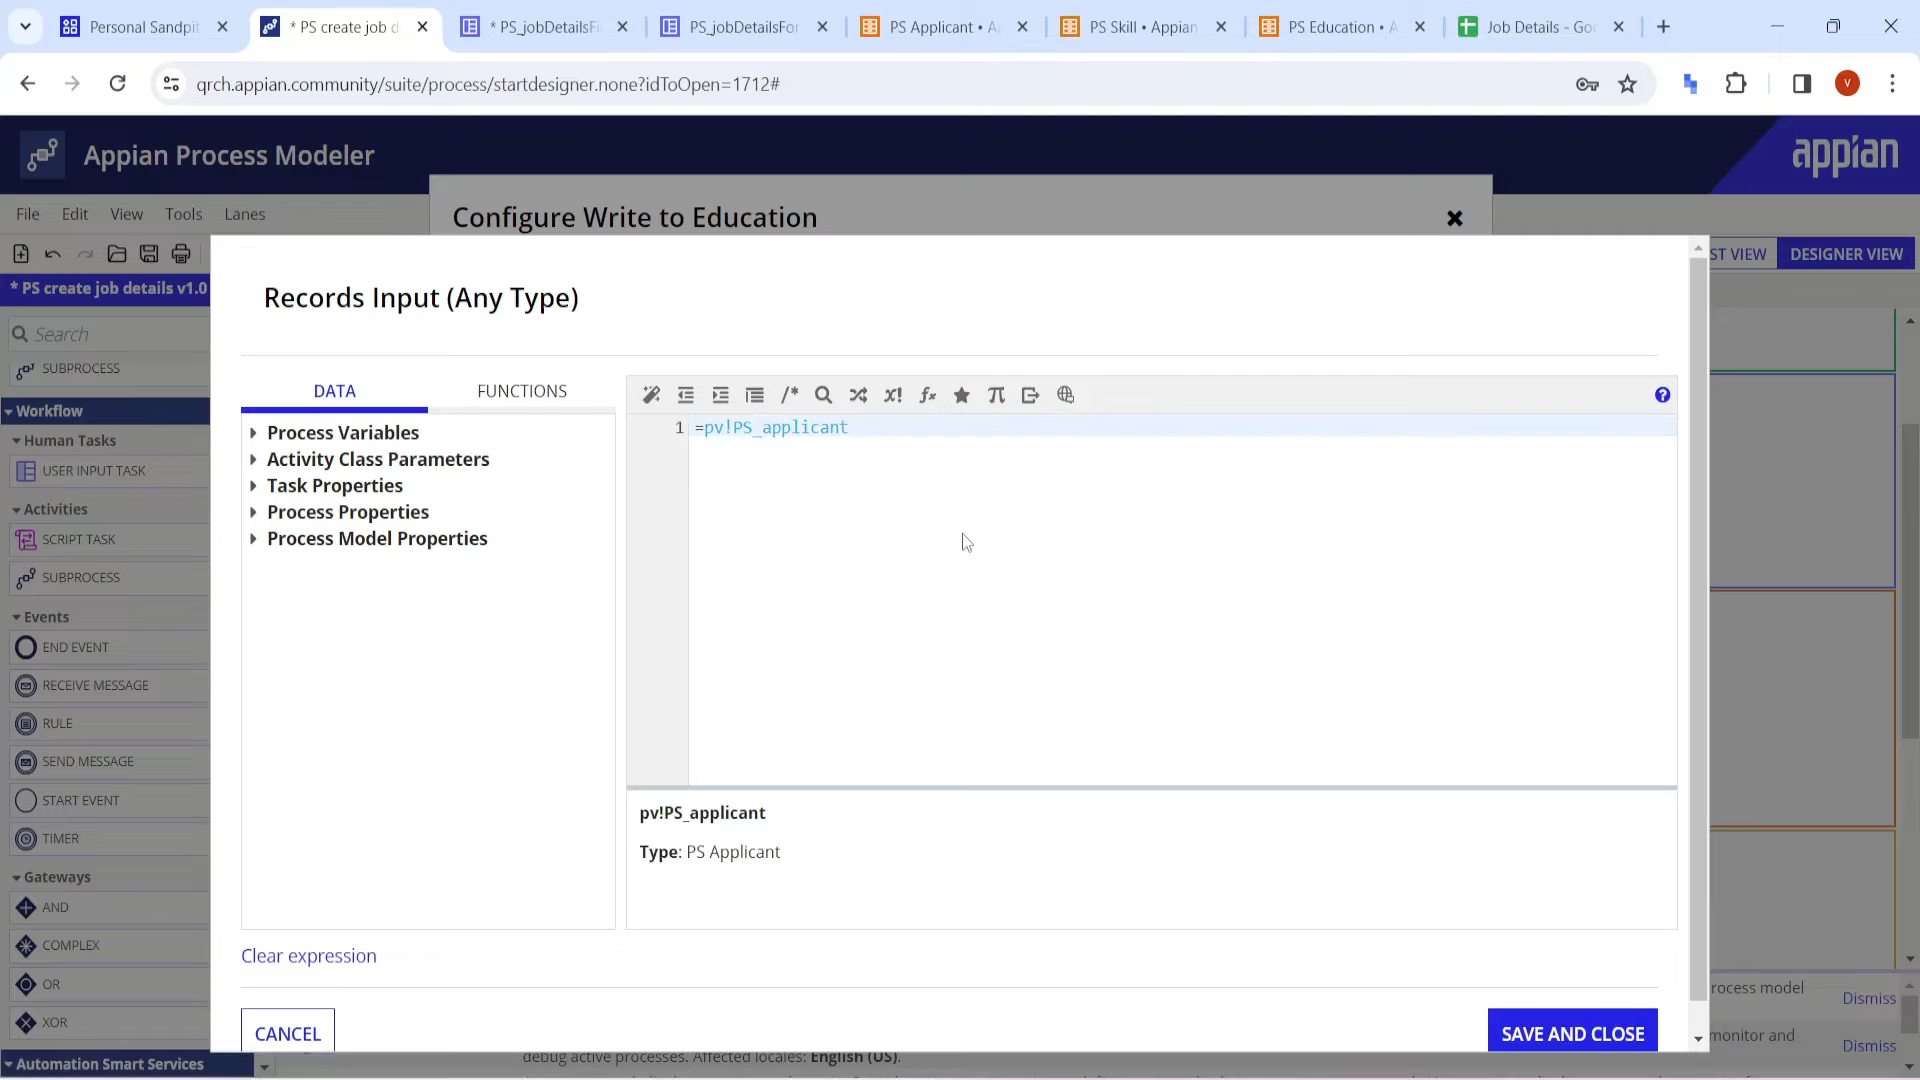 Personal Sandpit
* PS create job d
* PS_jobDetailsFi
PS_jobDetailsFor
PS Applicant • A
PS Skill • Appian
PS Education • A
Job Details - Goo
qrch.appian.community/suite/process/startdesigner.none?idToOpen=1712#
V
Appian Process Modeler
appian
File
Edit
View
Tools
Lanes
Configure Write to Education
ST VIEW
DESIGNER VIEW
* PS create job details v1.0
Records Input (Any Type)
Search
SUBPROCESS
Workflow
Human Tasks
USER INPUT TASK
Activities
SCRIPT TASK
SUBPROCESS
Events
END EVENT
RECEIVE MESSAGE
RULE
SEND MESSAGE
START EVENT
TIMER
Gateways
AND
COMPLEX
OR
XOR
Automation Smart Services
DATA
FUNCTIONS
Process Variables
Activity Class Parameters
Task Properties
Process Properties
Process Model Properties
1 =pv!PS_applicant
pv!PS_applicant
Type: PS Applicant
Clear expression
CANCEL
SAVE AND CLOSE
rocess model
Dismiss
monitor and
Dismiss
debug active processes. Affected locales: English (US).